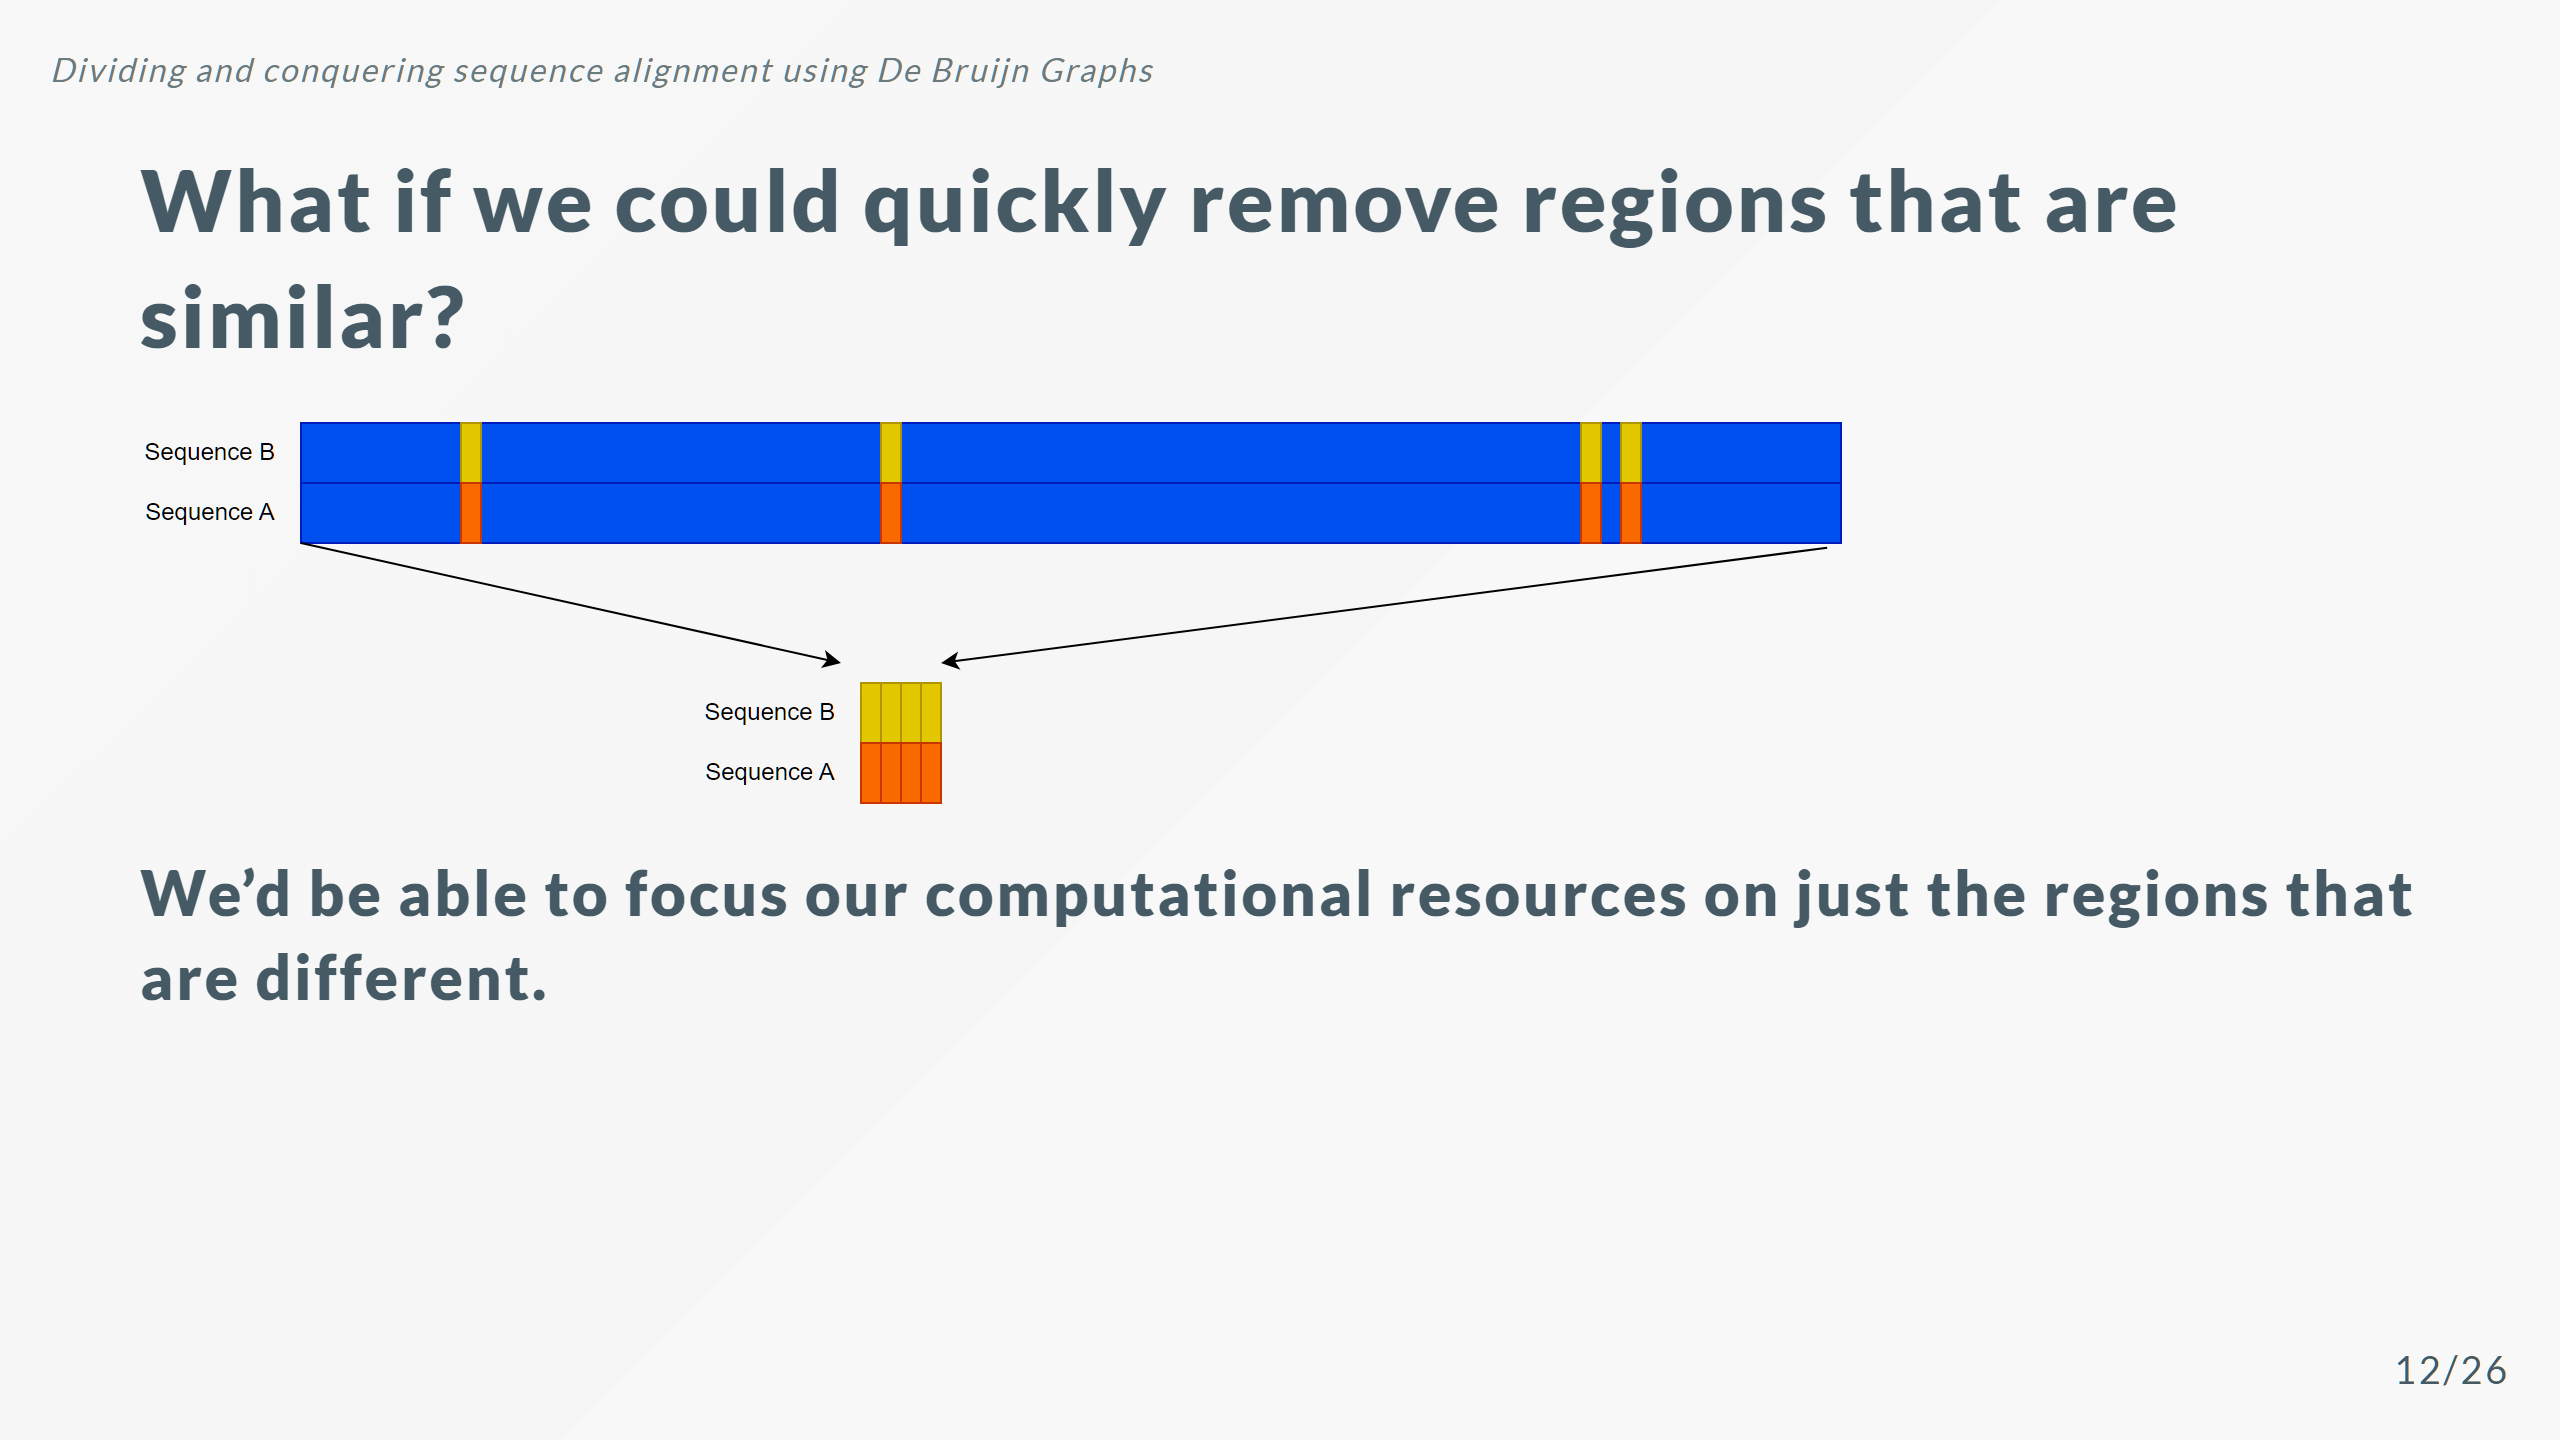 Dividing and conquering sequence alignment using De Bruijn Graphs
What if we could quickly remove regions that are
similar?
Sequence B
Sequence A
Sequence B
Sequence A
We’d be able to focus our computational resources on just the regions that
are different.
12/26